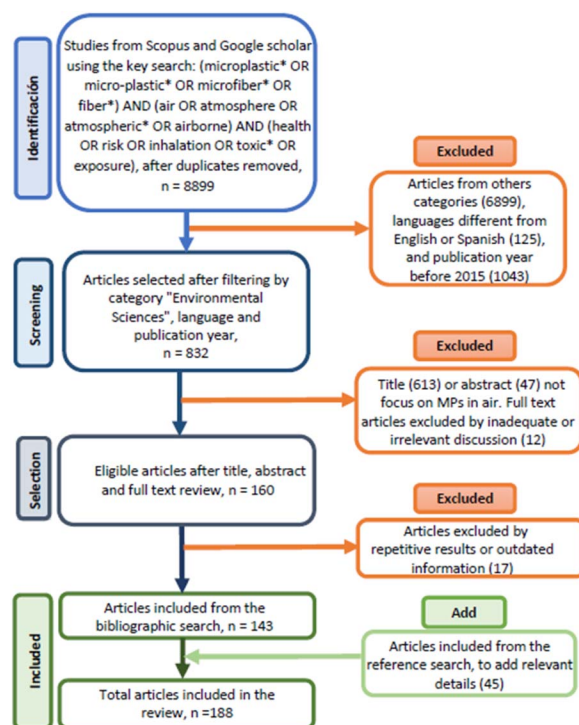 Identificación
Studies from Scopus and Google scholar
using the key search: (microplastic* OR
micro-plastic* OR microfiber* OR
fiber*) AND (air OR atmosphere OR
atmospheric* OR airborne) AND (health
OR risk OR inhalation OR toxic* OR
exposure), after duplicates removed,
n = 8899
Excluded
Articles from others
categories (6899),
languages different from
English or Spanish (125),
and publication year
before 2015 (1043)
Screening
Articles selected after filtering by
category "Environmental
Sciences", language and
publication year,
n = 832
Excluded
Title (613) or abstract (47) not
focus on MPs in air. Full text
articles excluded by inadequate or
irrelevant discussion (12)
Selection
Eligible articles after title, abstract
and full text review, n = 160
Excluded
Articles excluded by
repetitive results or outdated
information (17)
Included
Articles included from the
bibliographic search, n = 143
Add
Articles included from the
reference search, to add relevant
details (45)
Total articles included in the
review, n =188